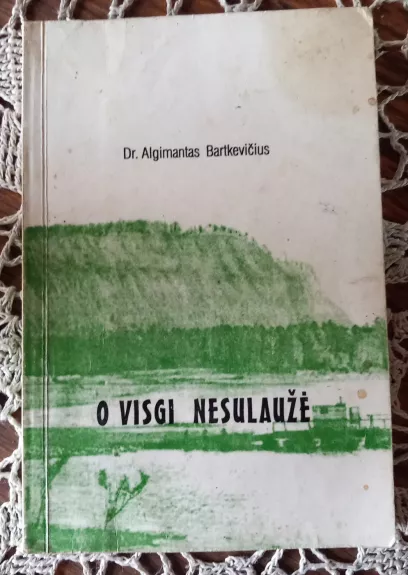 Dr. Algimantas Bartkevičius
O VISGI NESULAUŽĖ